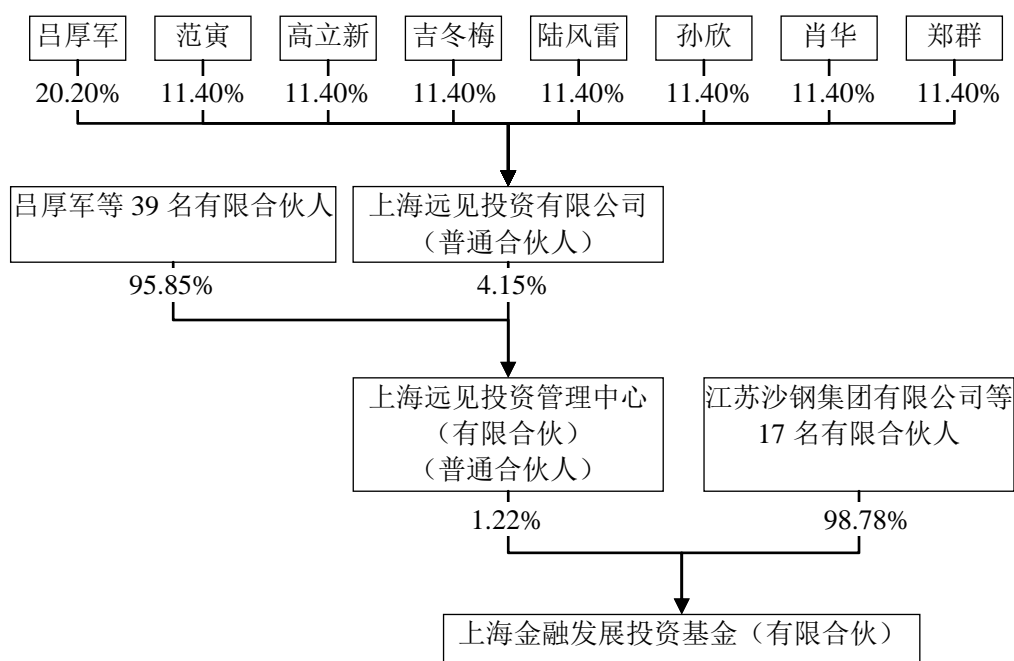 吕厚军 范寅 高立新 吉冬梅 陆风雷 孙欣 肖华 郑群
20.20% 11.40% 11.40% 11.40% 11.40% 11.40% 11.40% 11.40%
吕厚军等 39 名有限合伙人
上海远见投资有限公司
（普通合伙人）
95.85% 4.15%
上海远见投资管理中心
（有限合伙）
（普通合伙人）
江苏沙钢集团有限公司等
17 名有限合伙人
1.22% 98.78%
上海金融发展投资基金（有限合伙）